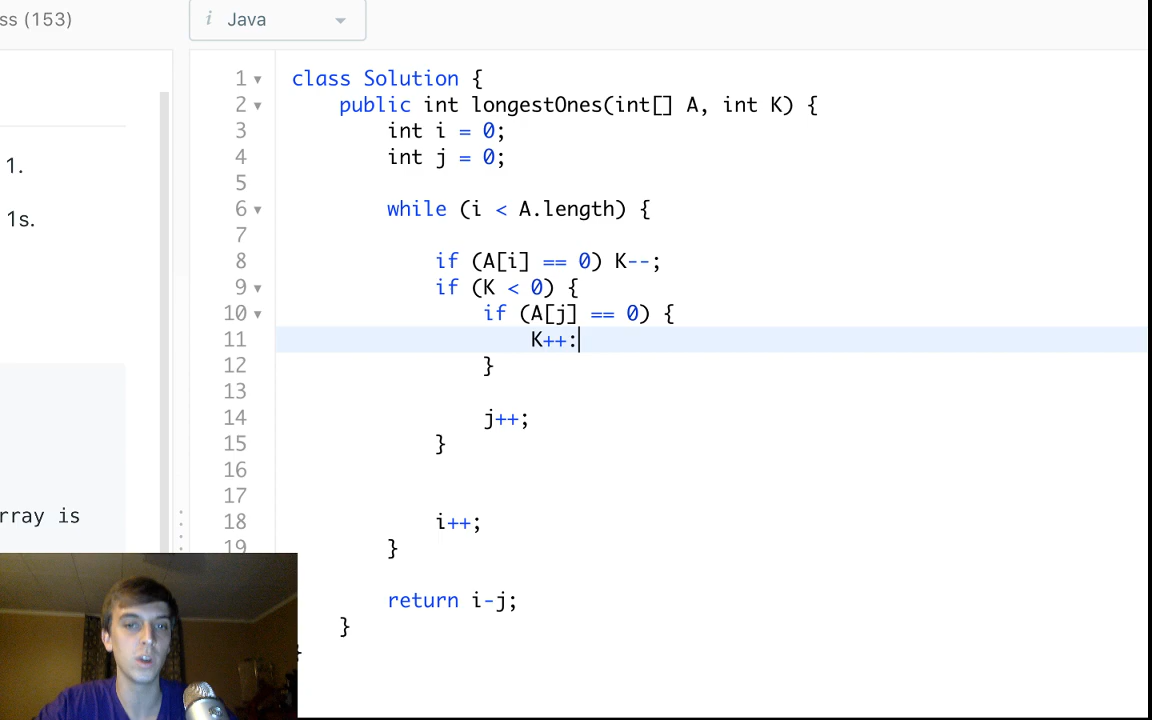 ss (153)
i Java
1.
1s.
rray is
1 class Solution {
2 public int longestOnes(int[] A, int K) {
3 int i = 0;
4 int j = 0;
5
6 while (i < A.length) {
7
8 if (A[i] == 0) K--;
9 if (K < 0) {
10 if (A[j] == 0) {
11 K++:
12 }
13
14 j++;
15 }
16
17
18 i++;
19 }
return i-j;
}
}